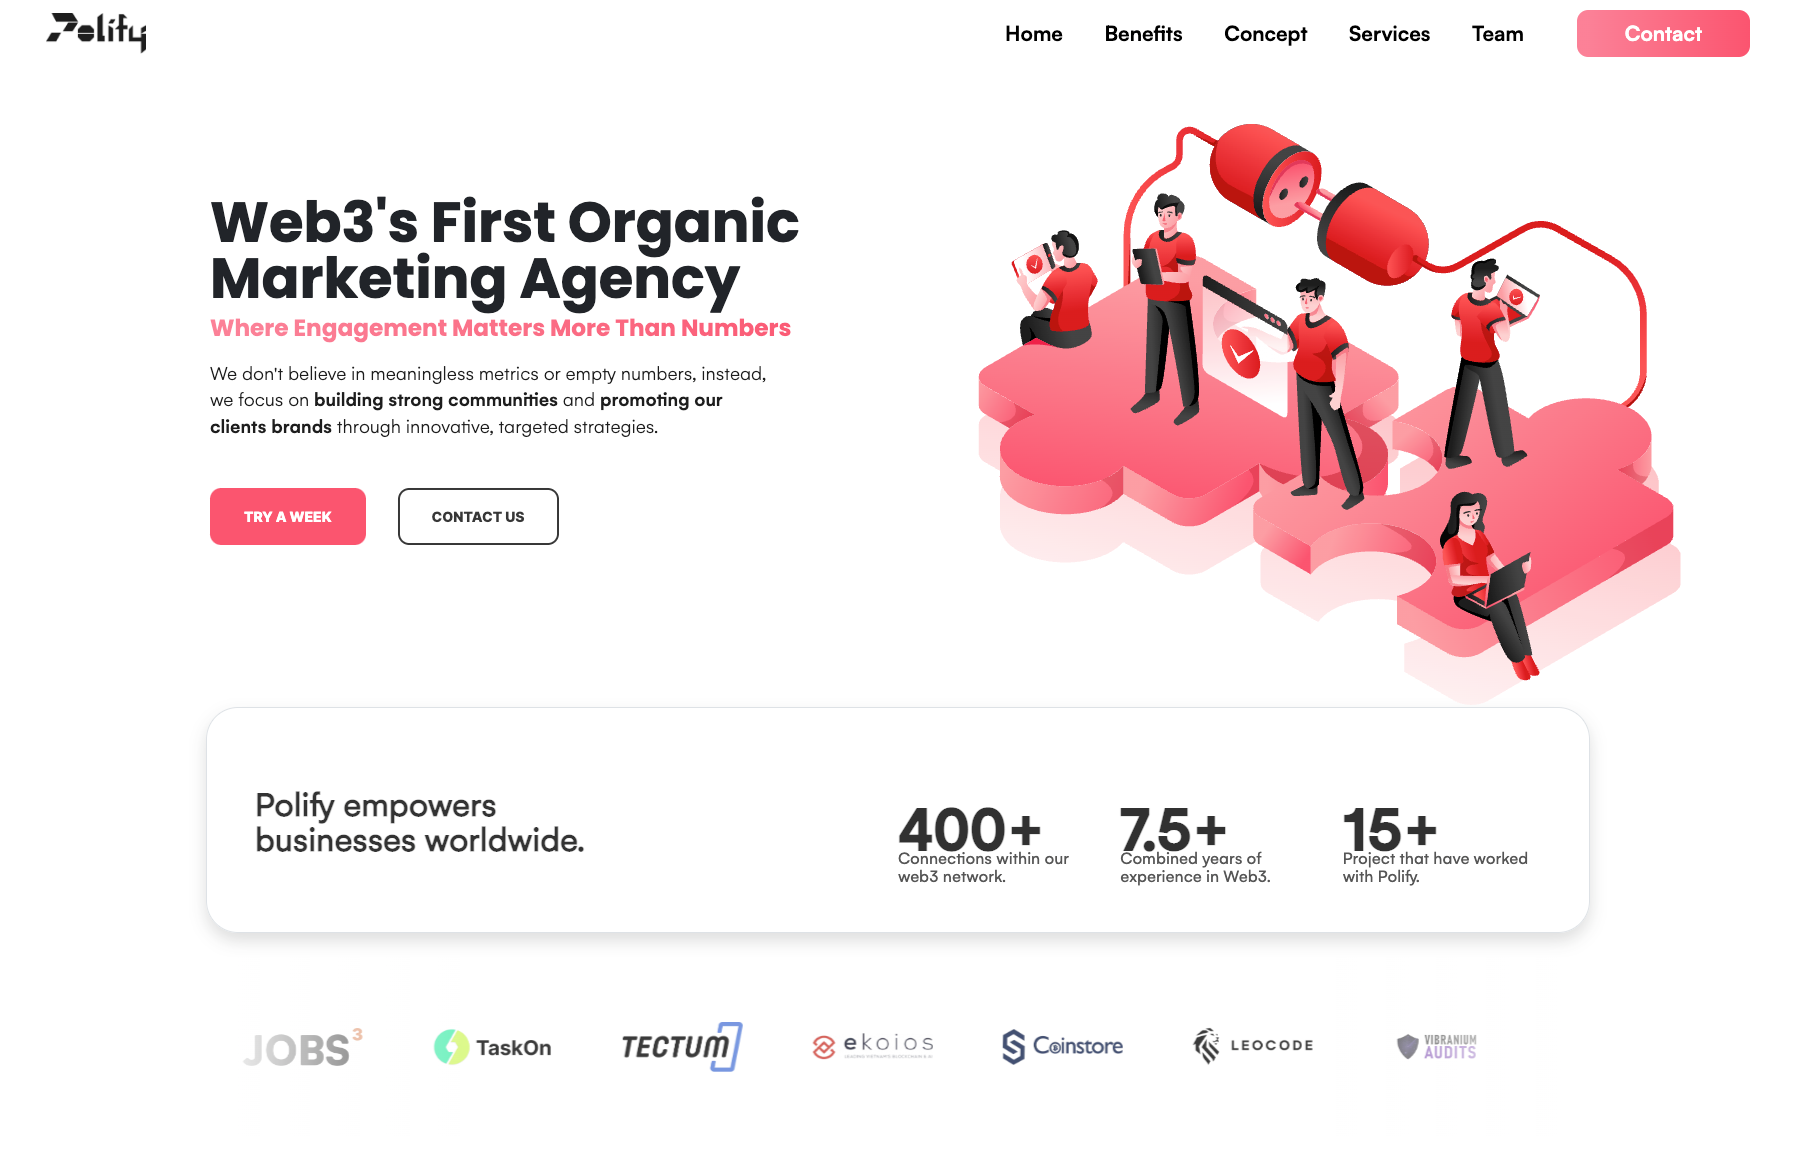 Polify
Home Benefits Concept Services Team Contact
Web3's First Organic
Marketing Agency
Where Engagement Matters More Than Numbers
We don't believe in meaningless metrics or empty numbers, instead,
we focus on building strong communities and promoting our
clients brands through innovative, targeted strategies.
TRY A WEEK CONTACT US
Polify empowers
businesses worldwide.
400+
Connections within our
web3 network.
7.5+
Combined years of
experience in Web3.
15+
Project that have worked
with Polify.
JOBS3
TaskOn
TECTUM
ekoios
Coinstore
LEOCODE
VIBRANIUM
AUDITS